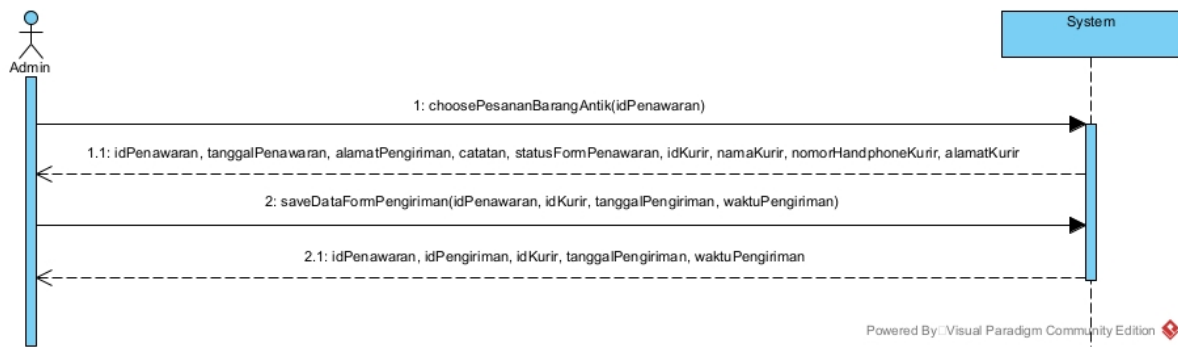 System
Admin
1: choosePesananBarangAntik(idPenawaran)
1.1: idPenawaran, tanggalPenawaran, alamatPengiriman, catatan, statusFormPenawaran, idKurir, namaKurir, nomorHandphoneKurir, alamatKurir
2: saveDataFormPengiriman(idPenawaran, idKurir, tanggalPengiriman, waktuPengiriman)
2.1: idPenawaran, idPengiriman, idKurir, tanggalPengiriman, waktuPengiriman
Powered By Visual Paradigm Community Edition